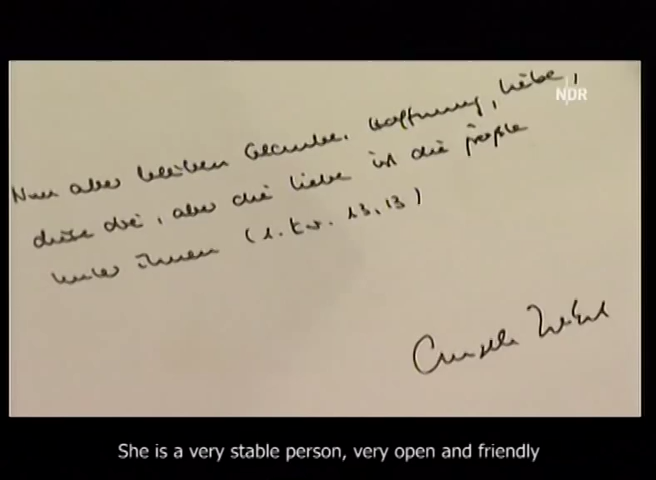 NDR
Nun aber bleiben Glaube, Hoffnung, Liebe,
diese drei, aber die Liebe ist die größte
unter ihnen (1. Kor. 13,13)
She is a very stable person, very open and friendly